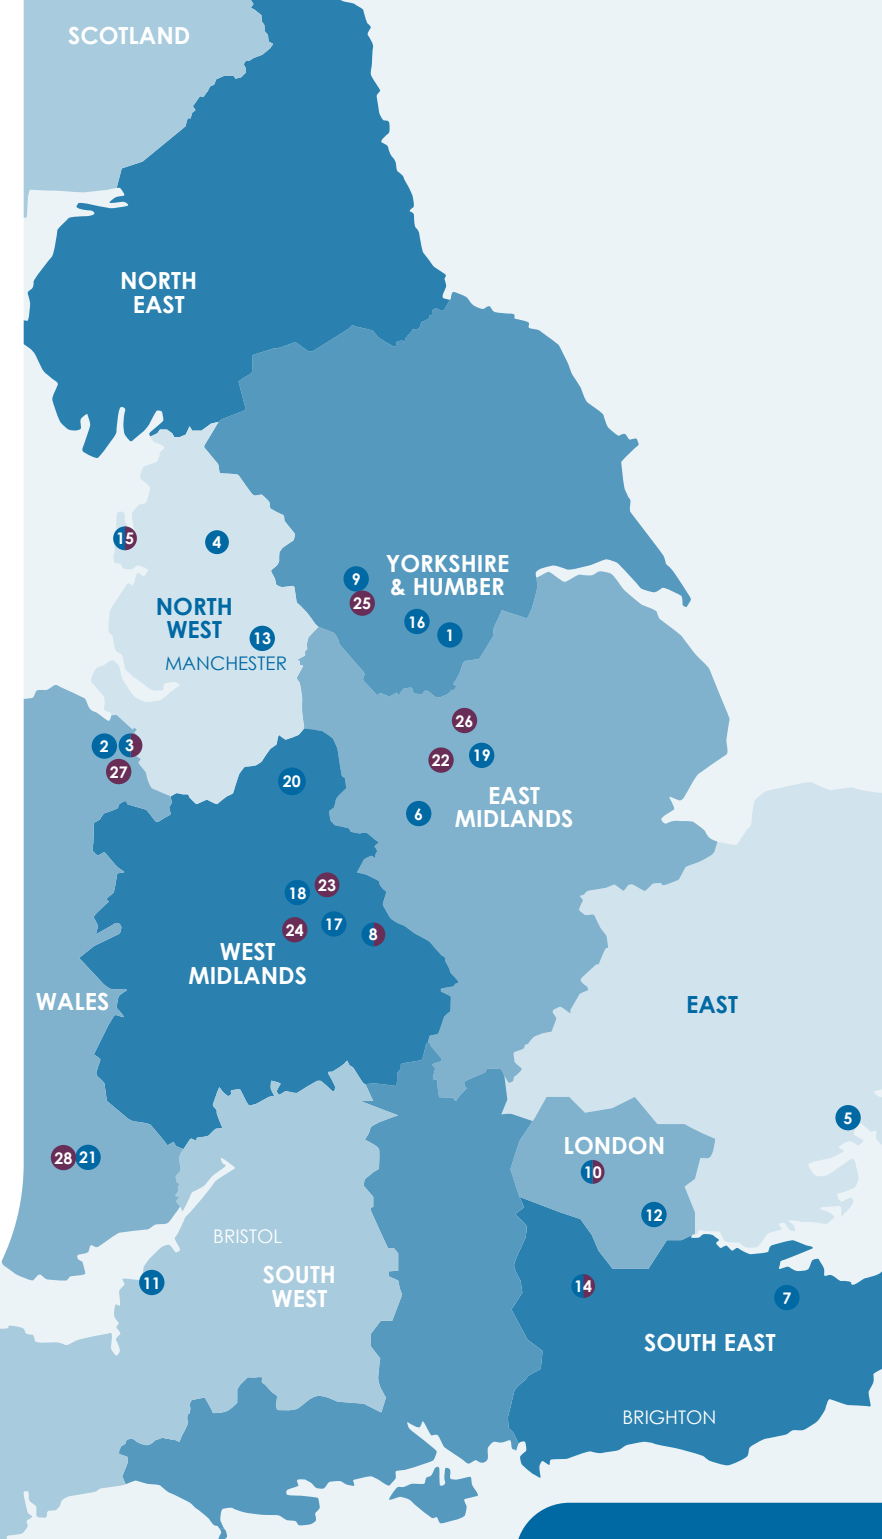 SCOTLAND
NORTH
EAST
15
4
9
YORKSHIRE
& HUMBER
25
NORTH
WEST
16
1
13
MANCHESTER
26
2
3
22
19
27
20
EAST
MIDLANDS
6
18
23
24
17
8
WEST
MIDLANDS
WALES
EAST
5
LONDON
28
21
10
12
BRISTOL
SOUTH
WEST
11
14
7
SOUTH EAST
BRIGHTON